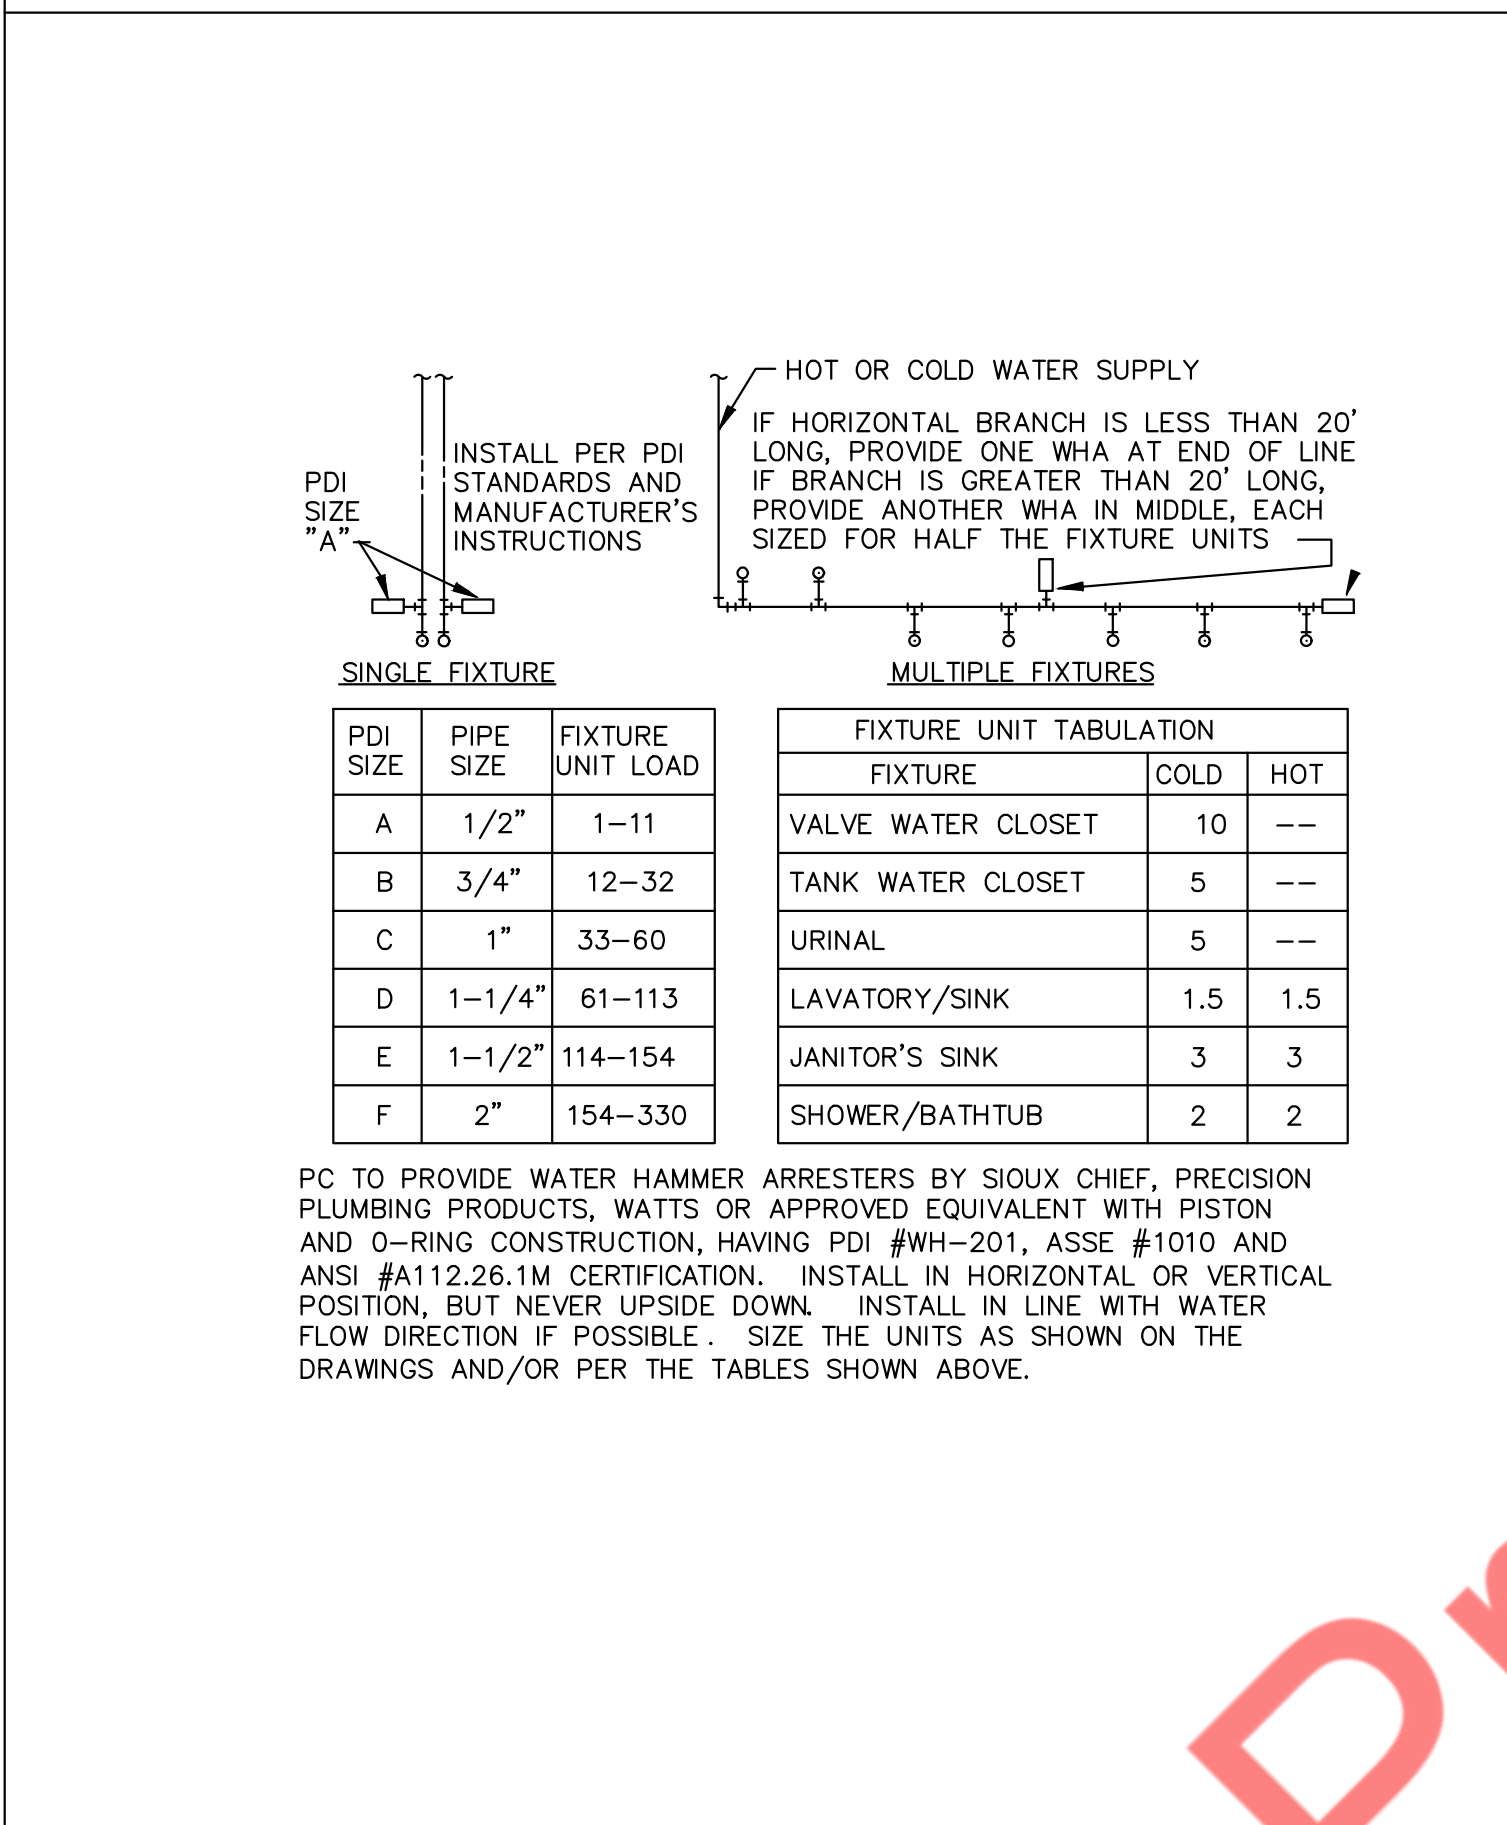 HOT OR COLD WATER SUPPLY
IF HORIZONTAL BRANCH IS LESS THAN 20'
LONG, PROVIDE ONE WHA AT END OF LINE
IF BRANCH IS GREATER THAN 20' LONG,
PROVIDE ANOTHER WHA IN MIDDLE, EACH
SIZED FOR HALF THE FIXTURE UNITS
INSTALL PER PDI
STANDARDS AND
MANUFACTURER'S
INSTRUCTIONS
PDI
SIZE
"A"
SINGLE FIXTURE
MULTIPLE FIXTURES
PDI SIZE PIPE SIZE FIXTURE UNIT LOAD
A 1/2" 1-11
B 3/4" 12-32
C 1" 33-60
D 1-1/4" 61-113
E 1-1/2" 114-154
F 2" 154-330
FIXTURE UNIT TABULATION
FIXTURE COLD HOT
VALVE WATER CLOSET 10 --
TANK WATER CLOSET 5 --
URINAL 5 --
LAVATORY/SINK 1.5 1.5
JANITOR'S SINK 3 3
SHOWER/BATHTUB 2 2
PC TO PROVIDE WATER HAMMER ARRESTERS BY SIOUX CHIEF, PRECISION
PLUMBING PRODUCTS, WATTS OR APPROVED EQUIVALENT WITH PISTON
AND O-RING CONSTRUCTION, HAVING PDI #WH-201, ASSE #1010 AND
ANSI #A112.26.1M CERTIFICATION. INSTALL IN HORIZONTAL OR VERTICAL
POSITION, BUT NEVER UPSIDE DOWN. INSTALL IN LINE WITH WATER
FLOW DIRECTION IF POSSIBLE. SIZE THE UNITS AS SHOWN ON THE
DRAWINGS AND/OR PER THE TABLES SHOWN ABOVE.